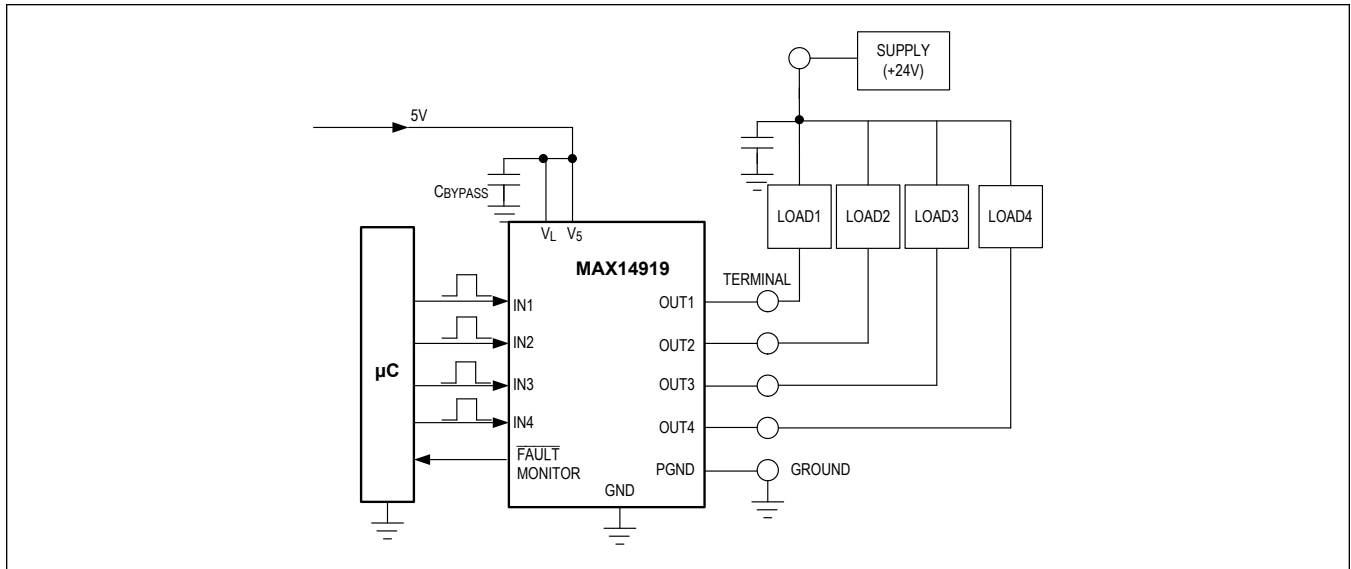 SUPPLY
(+24V)
5V
CBYPASS
VL V5
MAX14919
LOAD1 LOAD2 LOAD3 LOAD4
TERMINAL
µC
IN1
IN2
IN3
IN4
FAULT
MONITOR
OUT1
OUT2
OUT3
OUT4
PGND
GROUND
GND